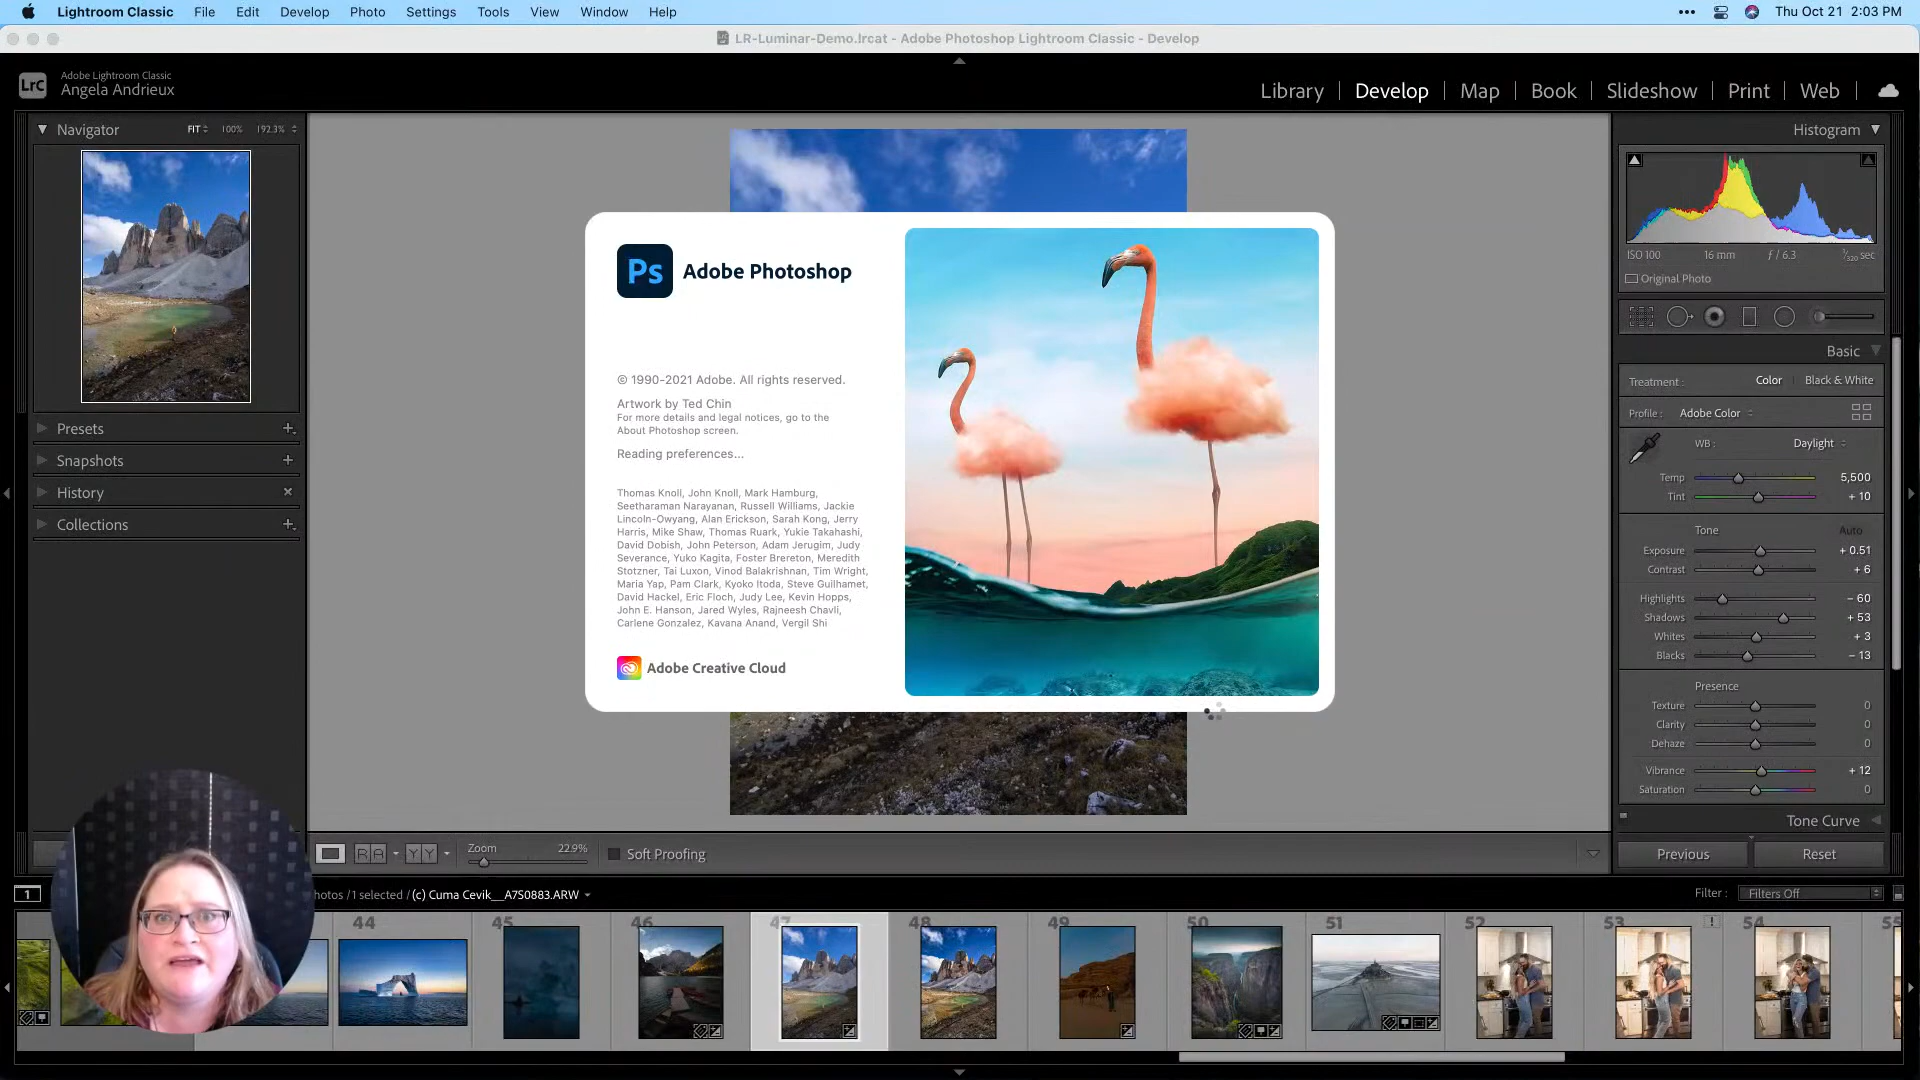 Lightroom Classic File Edit Develop Photo Settings Tools View Window Help
Thu Oct 21 2:03 PM
LR-Luminar-Demo.lrcat - Adobe Photoshop Lightroom Classic - Develop
LrC
Adobe Lightroom Classic
Angela Andrieux
Library Develop Map Book Slideshow Print Web
Navigator FIT 100% 192.3%
Presets
Snapshots
History
Collections
Ps Adobe Photoshop
© 1990-2021 Adobe. All rights reserved.
Artwork by Ted Chin
For more details and legal notices, go to the
About Photoshop screen.
Reading preferences...
Thomas Knoll, John Knoll, Mark Hamburg,
Seetharaman Narayanan, Russell Williams, Jackie
Lincoln-Owyang, Alan Erickson, Sarah Kong, Jerry
Harris, Mike Shaw, Thomas Ruark, Yukie Takahashi,
David Dobish, John Peterson, Adam Jerugim, Judy
Severance, Yuko Kagita, Foster Brereton, Meredith
Stotzner, Tai Luxon, Vinod Balakrishnan, Tim Wright,
Maria Yap, Pam Clark, Kyoko Itoda, Steve Guilhamet,
David Hackel, Eric Floch, Judy Lee, Kevin Hopps,
John E. Hanson, Jared Wyles, Rajneesh Chavli,
Carlene Gonzalez, Kavana Anand, Vergil Shi
Adobe Creative Cloud
Histogram
ISO 100 16 mm f / 6.3 1/320 sec
Original Photo
Basic
Treatment : Color Black & White
Profile : Adobe Color
WB : Daylight
Temp 5,500
Tint + 10
Tone Auto
Exposure + 0.51
Contrast + 6
Highlights - 60
Shadows + 53
Whites + 3
Blacks - 13
Presence
Texture 0
Clarity 0
Dehaze 0
Vibrance + 12
Saturation 0
Tone Curve
Previous Reset
R A Y Y Zoom 22.9% Soft Proofing
1
/1 selected / (c) Cuma Cevik__A7S0883.ARW
Filter : Filters Off
44 45 46 47 48 49 50 51 52 53 54